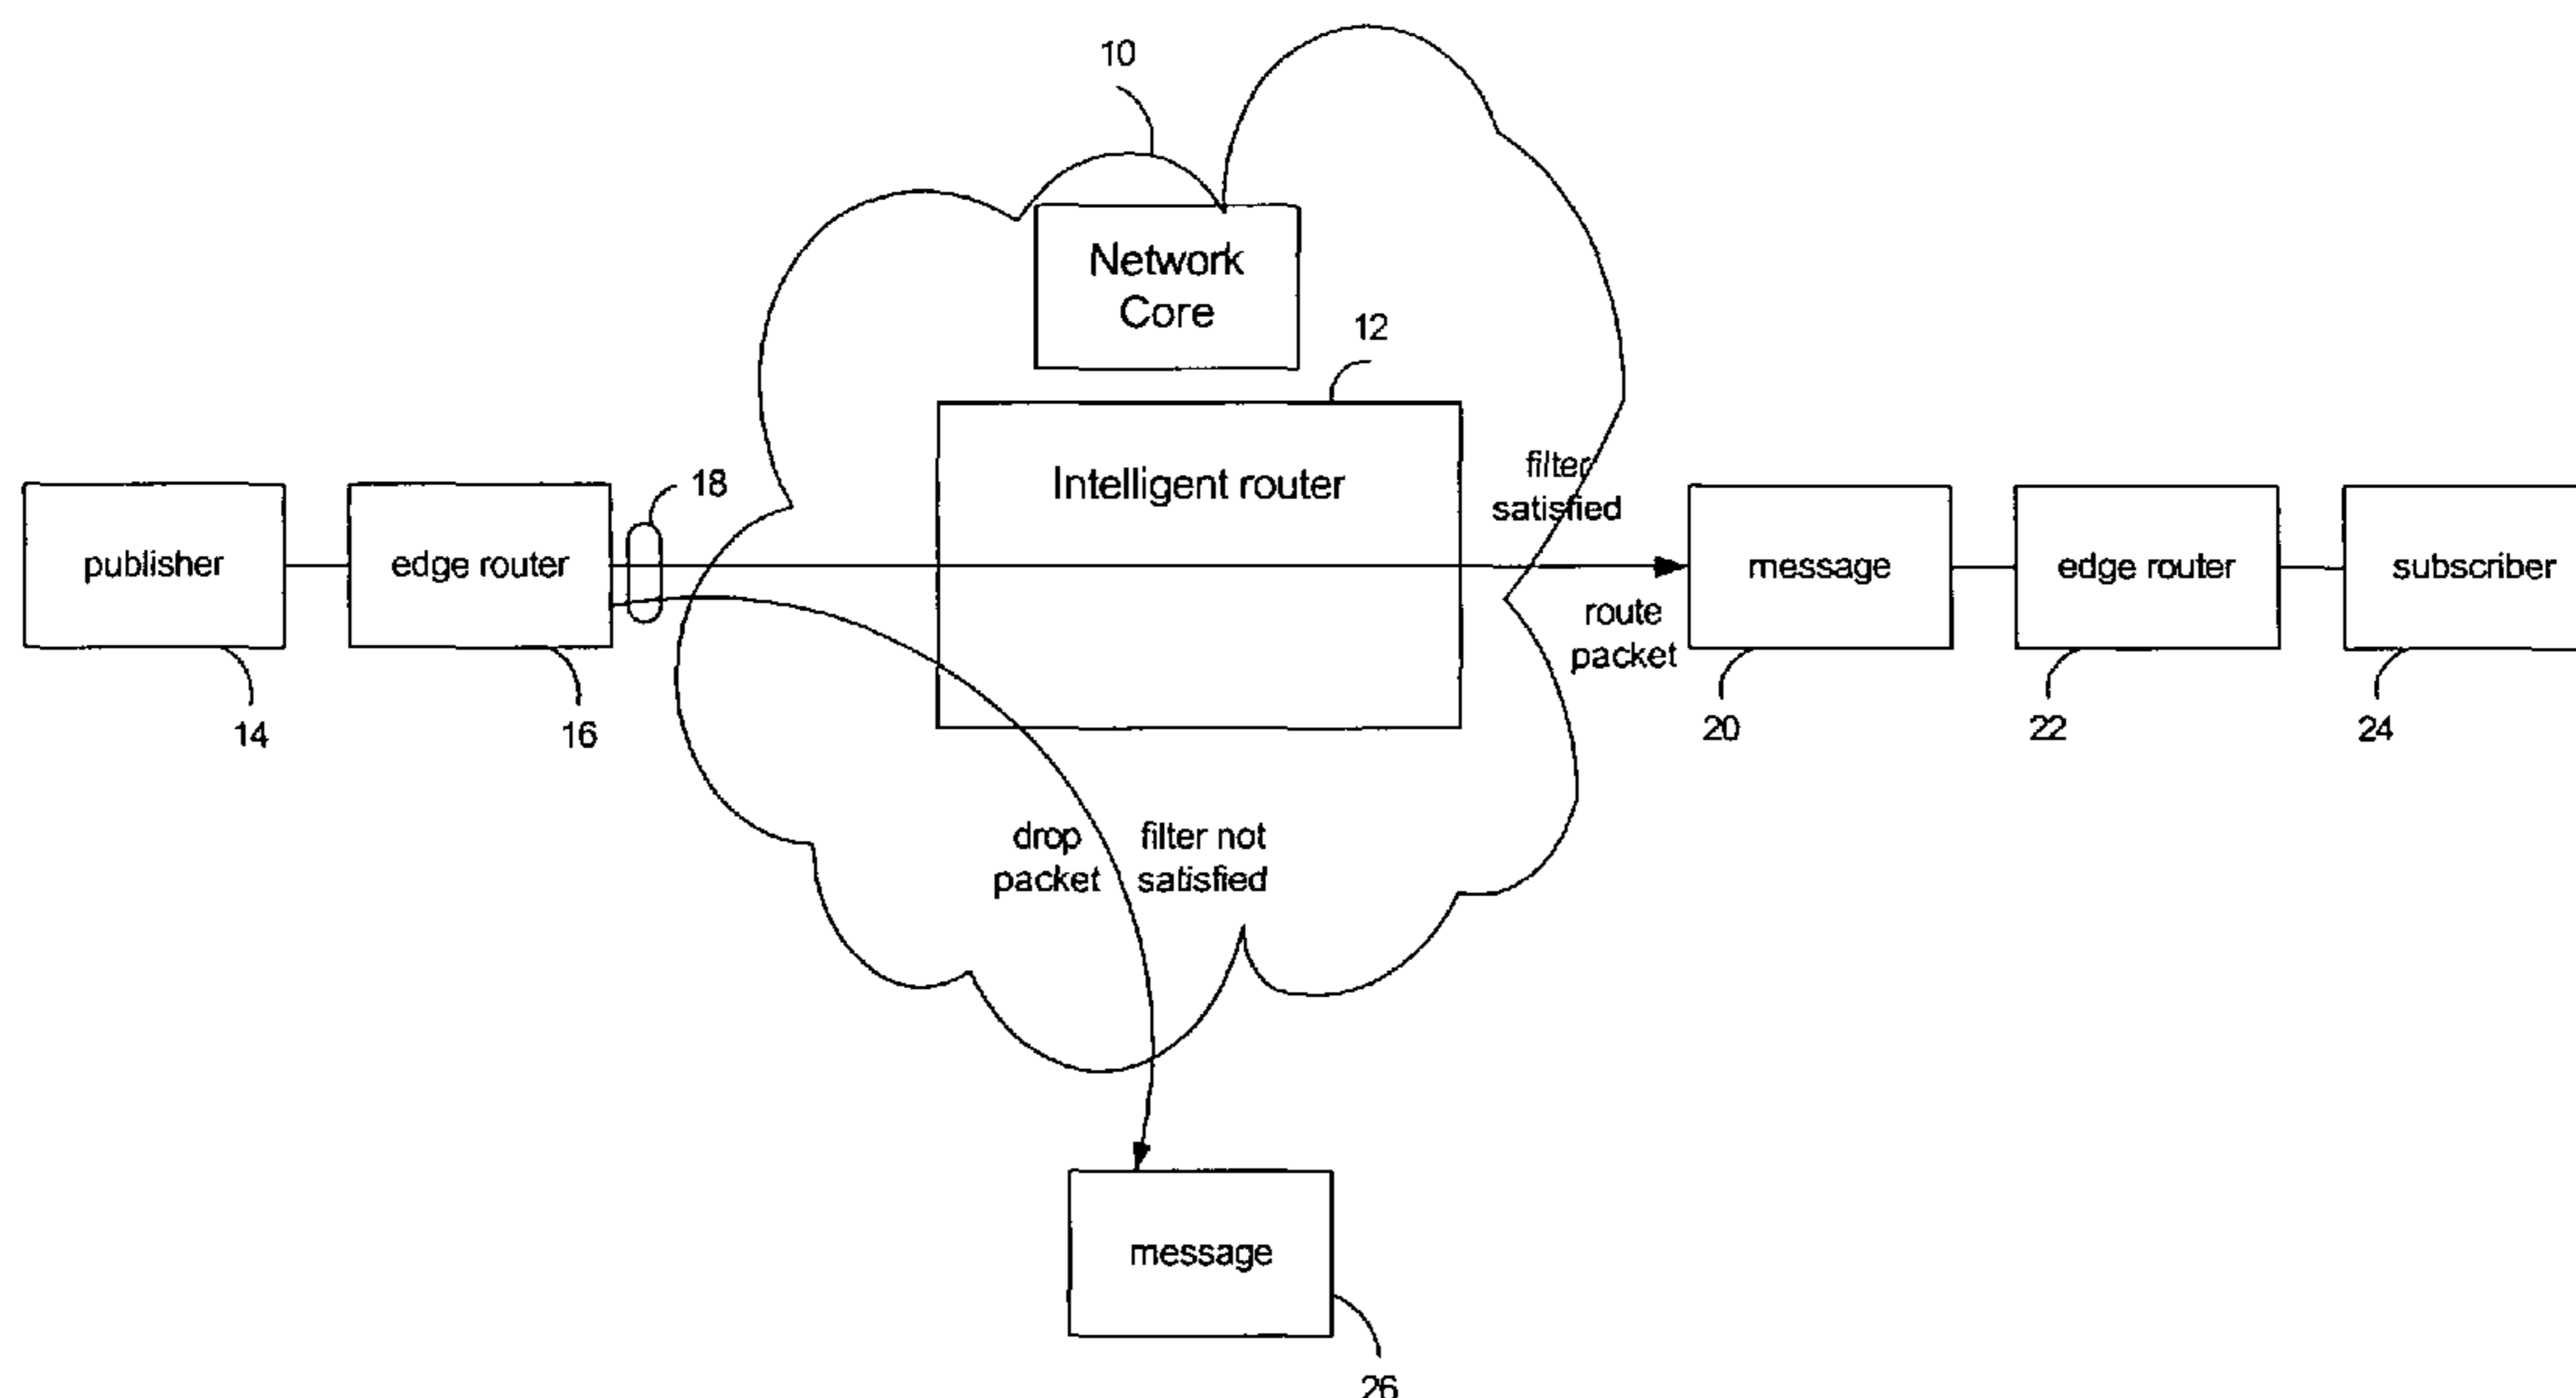 10
Network
Core
12
Intelligent router
filter
satisfied
18
publisher
edge router
message
edge router
subscriber
route
packet
14
16
20
22
24
drop
packet
filter not
satisfied
message
26